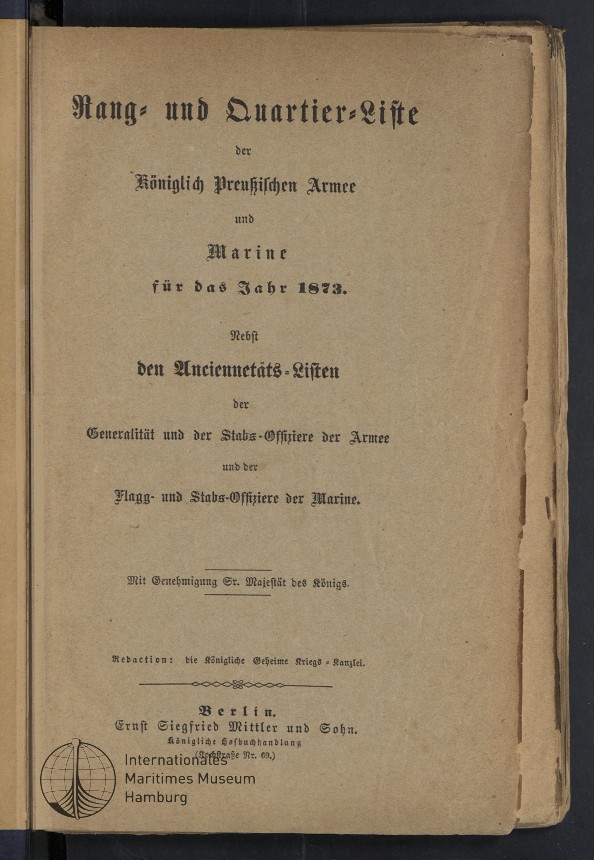 Rang- und Quartier-Liste
der
Königlich Preußischen Armee
und
Marine
für das Jahr 1873.
Nebst
den Anciennetäts-Listen
der
Generalität und der Stabs-Offiziere der Armee
und der
Flagg- und Stabs-Offiziere der Marine.
Mit Genehmigung Sr. Majestät des Königs.
Redaction: die Königliche Geheime Kriegs-Kanzlei.
Berlin.
Ernst Siegfried Mittler und Sohn.
Königliche Hofbuchhandlung
(Kochstraße Nr. 69.)
Internationales
Maritimes Museum
Hamburg